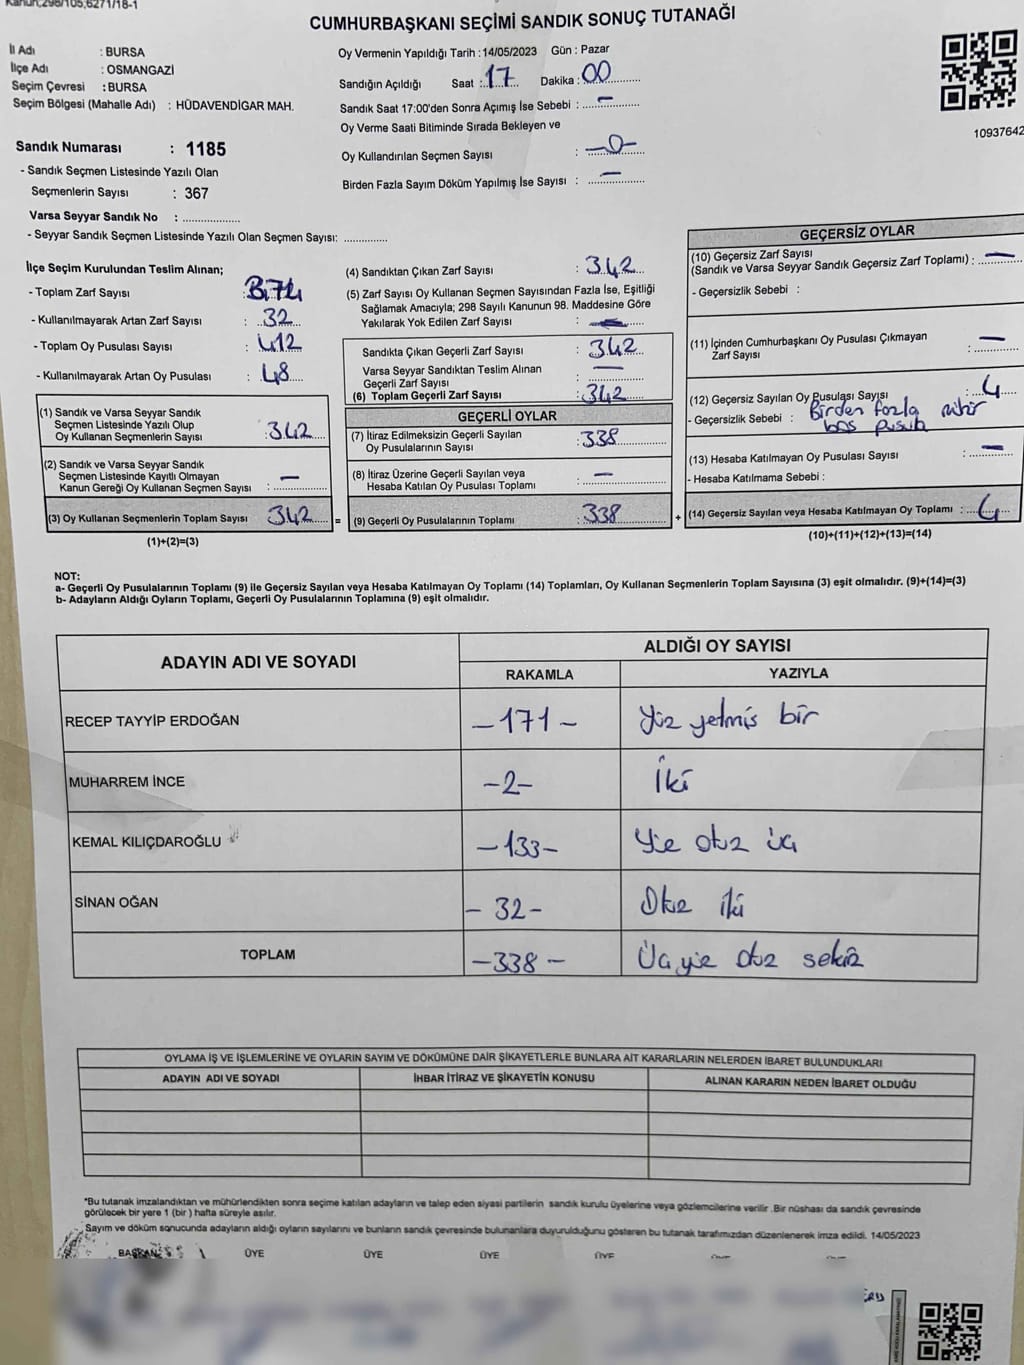 Kanun;298/105,6271/18-1
CUMHURBAŞKANI SEÇİMİ SANDIK SONUÇ TUTANAĞI
İl Adı : BURSA
İlçe Adı : OSMANGAZİ
Seçim Çevresi : BURSA
Seçim Bölgesi (Mahalle Adı) : HÜDAVENDİGAR MAH.
Sandık Numarası : 1185
- Sandık Seçmen Listesinde Yazılı Olan
Seçmenlerin Sayısı : 367
Varsa Seyyar Sandık No : ..................
- Seyyar Sandık Seçmen Listesinde Yazılı Olan Seçmen Sayısı: .............
Oy Vermenin Yapıldığı Tarih : 14/05/2023 Gün : Pazar
Sandığın Açıldığı Saat : 17 Dakika : 00
Sandık Saat 17:00'den Sonra Açımış İse Sebebi : –
Oy Verme Saati Bitiminde Sırada Bekleyen ve
Oy Kullandırılan Seçmen Sayısı : –0–
Birden Fazla Sayım Döküm Yapılmış İse Sayısı : –
10937642
İlçe Seçim Kurulundan Teslim Alınan;
- Toplam Zarf Sayısı
- Kullanılmayarak Artan Zarf Sayısı : 32
- Toplam Oy Pusulası Sayısı : 412
- Kullanılmayarak Artan Oy Pusulası : 48
(1) Sandık ve Varsa Seyyar Sandık
Seçmen Listesinde Yazılı Olup
Oy Kullanan Seçmenlerin Sayısı : 342
(2) Sandık ve Varsa Seyyar Sandık
Seçmen Listesinde Kayıtlı Olmayan
Kanun Gereği Oy Kullanan Seçmen Sayısı : –
(3) Oy Kullanan Seçmenlerin Toplam Sayısı 342
(1)+(2)=(3)
=
(4) Sandıktan Çıkan Zarf Sayısı : 342
(5) Zarf Sayısı Oy Kullanan Seçmen Sayısından Fazla İse, Eşitliği
Sağlamak Amacıyla; 298 Sayılı Kanunun 98. Maddesine Göre
Yakılarak Yok Edilen Zarf Sayısı : –
Sandıkta Çıkan Geçerli Zarf Sayısı : 342
Varsa Seyyar Sandıktan Teslim Alınan
Geçerli Zarf Sayısı : –
(6) Toplam Geçerli Zarf Sayısı : 342
GEÇERLİ OYLAR
(7) İtiraz Edilmeksizin Geçerli Sayılan
Oy Pusulalarının Sayısı : 338
(8) İtiraz Üzerine Geçerli Sayılan veya
Hesaba Katılan Oy Pusulası Toplamı : –
(9) Geçerli Oy Pusulalarının Toplamı : 338
+
GEÇERSİZ OYLAR
(10) Geçersiz Zarf Sayısı
(Sandık ve Varsa Seyyar Sandık Geçersiz Zarf Toplamı) : –
- Geçersizlik Sebebi :
(11) İçinden Cumhurbaşkanı Oy Pusulası Çıkmayan
Zarf Sayısı : –
(12) Geçersiz Sayılan Oy Pusulası Sayısı : 4
- Geçersizlik Sebebi : Birden fazla mühür
boş pusula
(13) Hesaba Katılmayan Oy Pusulası Sayısı : –
- Hesaba Katılmama Sebebi :
(14) Geçersiz Sayılan veya Hesaba Katılmayan Oy Toplamı : 4
(10)+(11)+(12)+(13)=(14)
NOT:
a- Geçerli Oy Pusulalarının Toplamı (9) ile Geçersiz Sayılan veya Hesaba Katılmayan Oy Toplamı (14) Toplamları, Oy Kullanan Seçmenlerin Toplam Sayısına (3) eşit olmalıdır. (9)+(14)=(3)
b- Adayların Aldığı Oyların Toplamı, Geçerli Oy Pusulalarının Toplamına (9) eşit olmalıdır.
ADAYIN ADI VE SOYADI ALDIĞI OY SAYISI
RAKAMLA YAZIYLA
RECEP TAYYİP ERDOĞAN –171– Yüz yetmiş bir
MUHARREM İNCE –2– İki
KEMAL KILIÇDAROĞLU –133– Yüz otuz üç
SİNAN OĞAN –32– Otuz iki
TOPLAM –338– Üçyüz otuz sekiz
OYLAMA İŞ VE İŞLEMLERİNE VE OYLARIN SAYIM VE DÖKÜMÜNE DAİR ŞİKAYETLERLE BUNLARA AİT KARARLARIN NELERDEN İBARET BULUNDUKLARI
ADAYIN ADI VE SOYADI İHBAR İTİRAZ VE ŞİKAYETİN KONUSU ALINAN KARARIN NEDEN İBARET OLDUĞU
*Bu tutanak imzalandıktan ve mühürlendikten sonra seçime katılan adayların ve talep eden siyasi partilerin sandık kurulu üyelerine veya gözlemcilerine verilir .Bir nüshası da sandık çevresinde
görülecek bir yere 1 (bir ) hafta süreyle asılır.
Sayım ve döküm sonucunda adayların aldığı oyların sayılarını ve bunların sandık çevresinde bulunanlara duyurulduğunu gösteren bu tutanak tarafımızdan düzenlenerek imza edildi. 14/05/2023
BAŞKAN ÜYE ÜYE ÜYE ÜYE